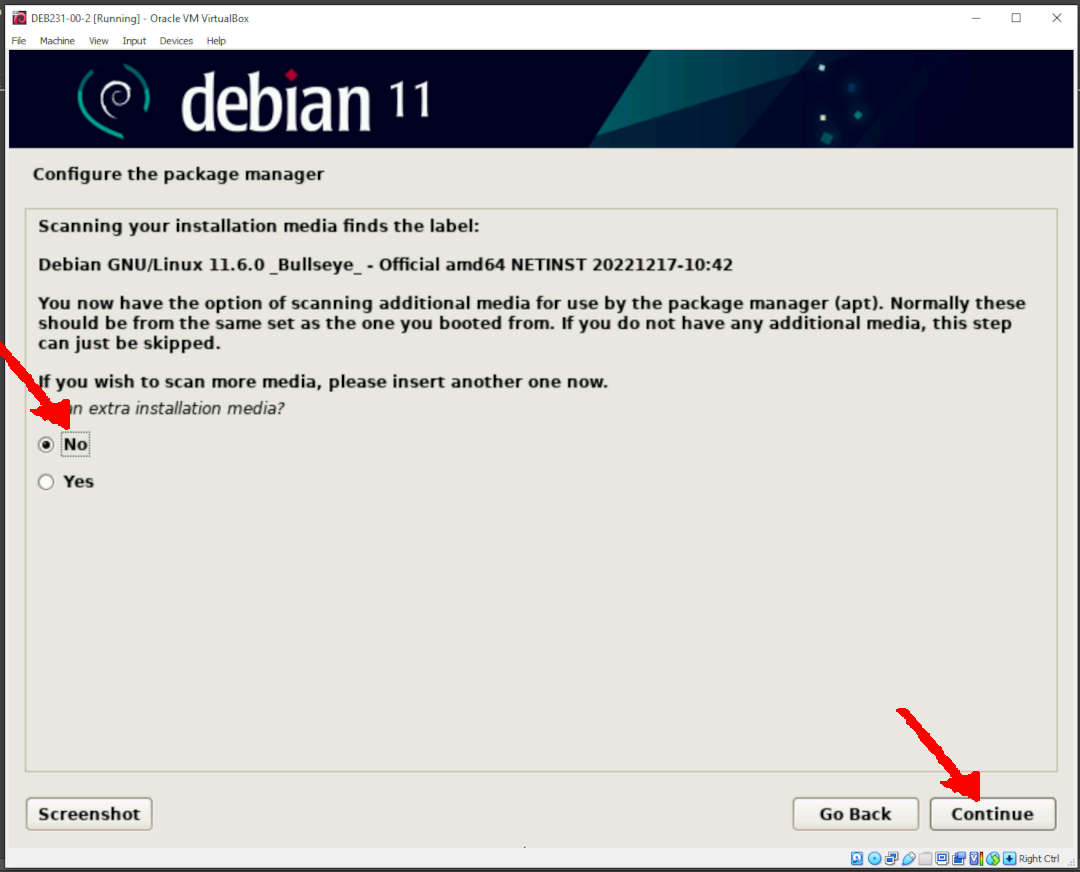 DEB231-00-2 [Running] - Oracle VM VirtualBox
File Machine View Input Devices Help
debian 11
Configure the package manager
Scanning your installation media finds the label:
Debian GNU/Linux 11.6.0 _Bullseye_ - Official amd64 NETINST 20221217-10:42
You now have the option of scanning additional media for use by the package manager (apt). Normally these
should be from the same set as the one you booted from. If you do not have any additional media, this step
can just be skipped.
If you wish to scan more media, please insert another one now.
extra installation media?
No
Yes
Screenshot
Go Back
Continue
Right Ctrl